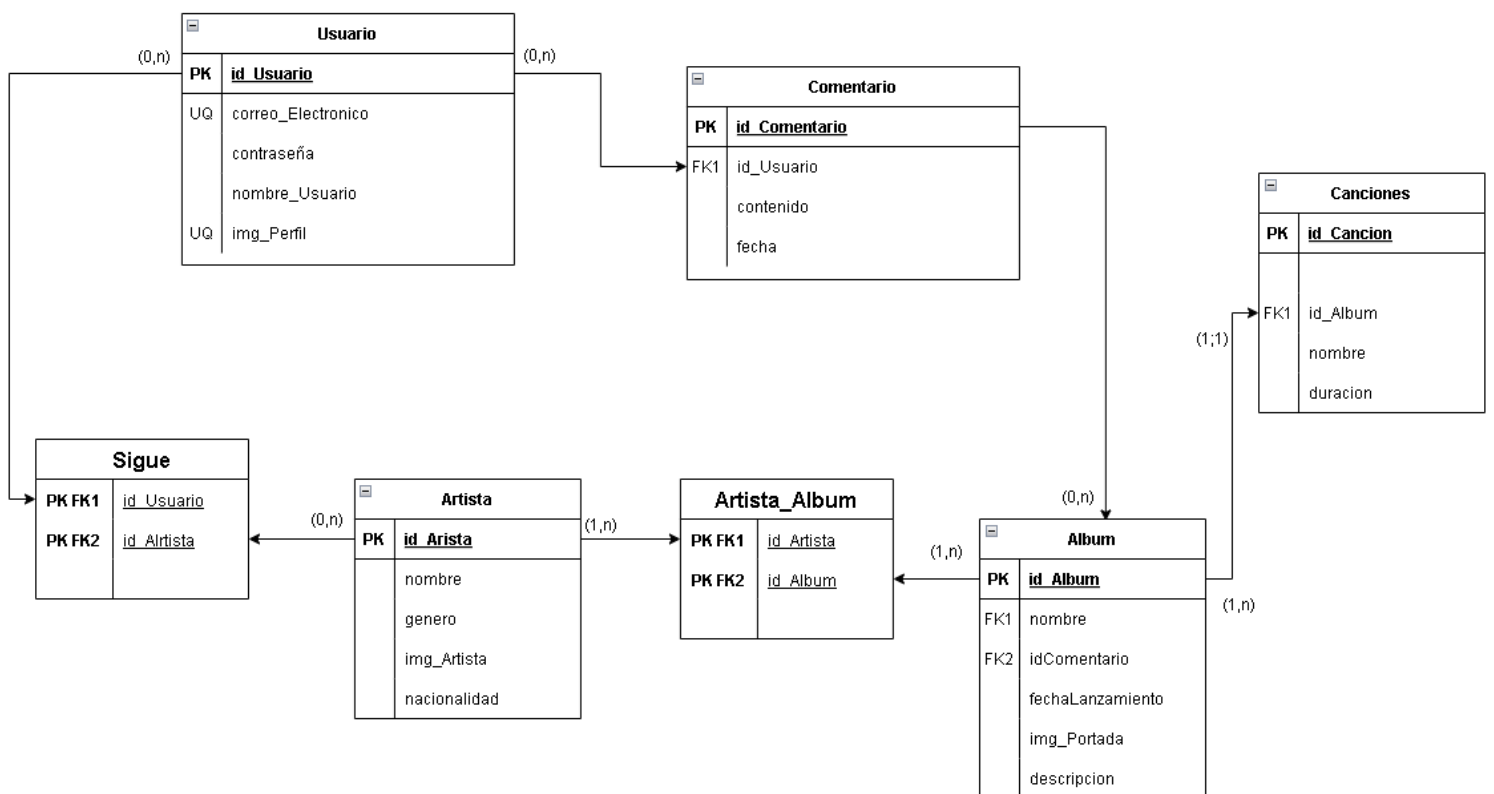 Usuario
(0,n)
(0,n)
PK id_Usuario
UQ correo_Electronico
contraseña
nombre_Usuario
UQ img_Perfil
Comentario
PK id_Comentario
FK1 id_Usuario
contenido
fecha
Canciones
PK id_Cancion
FK1 id_Album
nombre
duracion
(1;1)
Sigue
PK FK1 id_Usuario
PK FK2 id_Alrtista
(0,n)
Artista
PK id_Arista
nombre
genero
img_Artista
nacionalidad
(1,n)
Artista_Album
PK FK1 id_Artista
PK FK2 id_Album
(1,n)
(0,n)
Album
PK id_Album
FK1 nombre
FK2 idComentario
fechaLanzamiento
img_Portada
descripcion
(1,n)